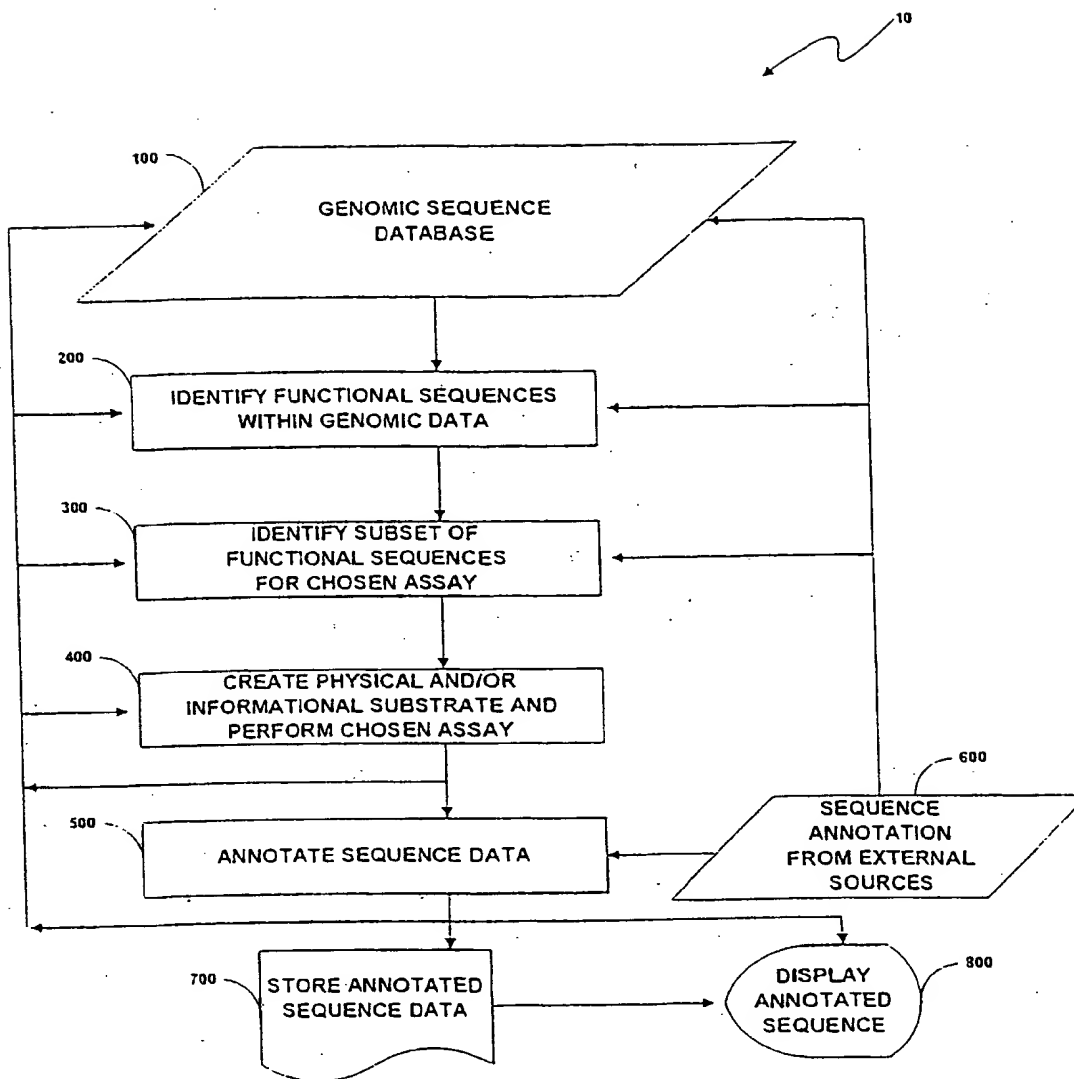 10
100
GENOMIC SEQUENCE
DATABASE
200
IDENTIFY FUNCTIONAL SEQUENCES
WITHIN GENOMIC DATA
300
IDENTIFY SUBSET OF
FUNCTIONAL SEQUENCES
FOR CHOSEN ASSAY
400
CREATE PHYSICAL AND/OR
INFORMATIONAL SUBSTRATE AND
PERFORM CHOSEN ASSAY
600
SEQUENCE
ANNOTATION
FROM EXTERNAL
SOURCES
500
ANNOTATE SEQUENCE DATA
700
STORE ANNOTATED
SEQUENCE DATA
800
DISPLAY
ANNOTATED
SEQUENCE